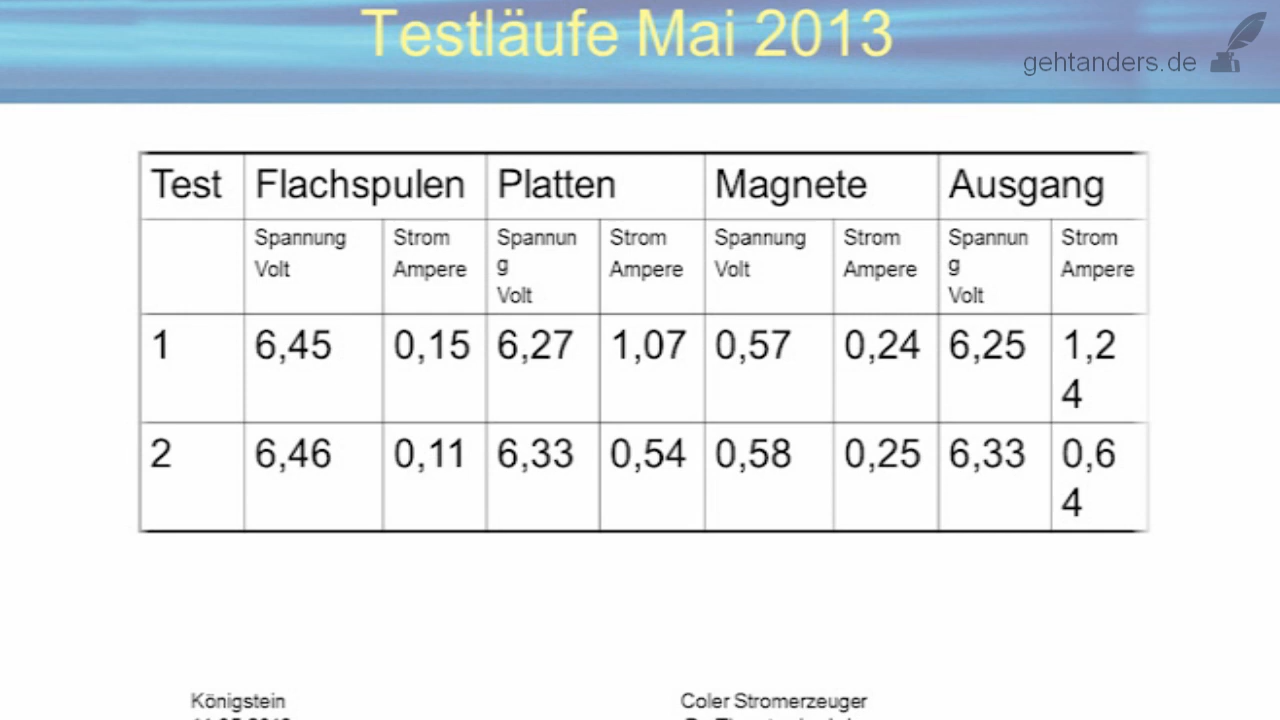 Testläufe Mai 2013
gehtanders.de
Test Flachspulen Platten Magnete Ausgang
Spannung Volt Strom Ampere Spannun g Volt Strom Ampere Spannung Volt Strom Ampere Spannun g Volt Strom Ampere
1 6,45 0,15 6,27 1,07 0,57 0,24 6,25 1,2 4
2 6,46 0,11 6,33 0,54 0,58 0,25 6,33 0,6 4
Königstein
Coler Stromerzeuger